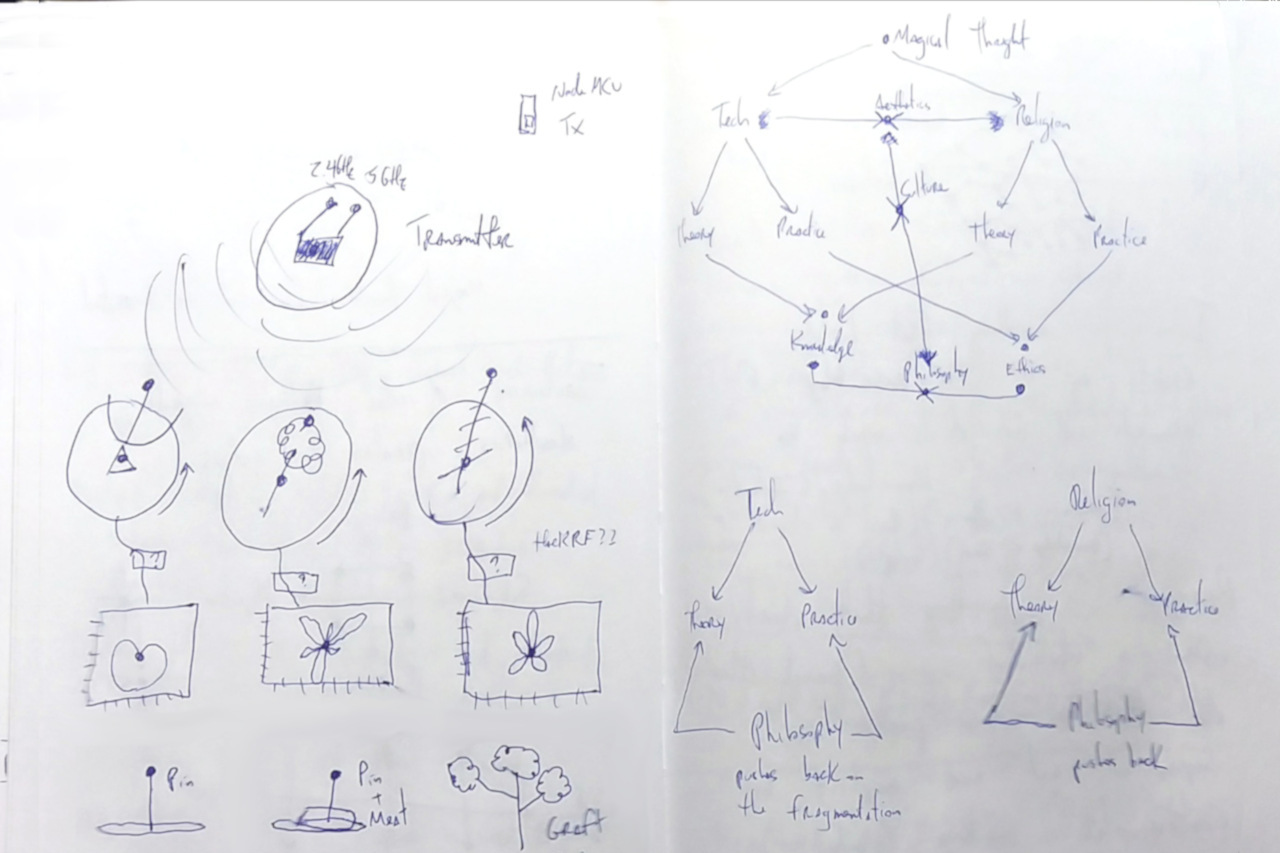 Node MCU
TX
2.4GHz 5GHz
Transmitter
?
?
?
HackRF??
Pin
Pin
+
Meat
Graft
Magical Thought
Tech
Aesthetics
Religion
Culture
Theory
Practice
Theory
Practice
Knowledge
Philosophy
Ethics
Tech
Religion
Theory
Practice
Theory
Practice
Philosophy
pushes back on
the fragmentation
Philosophy
pushes back